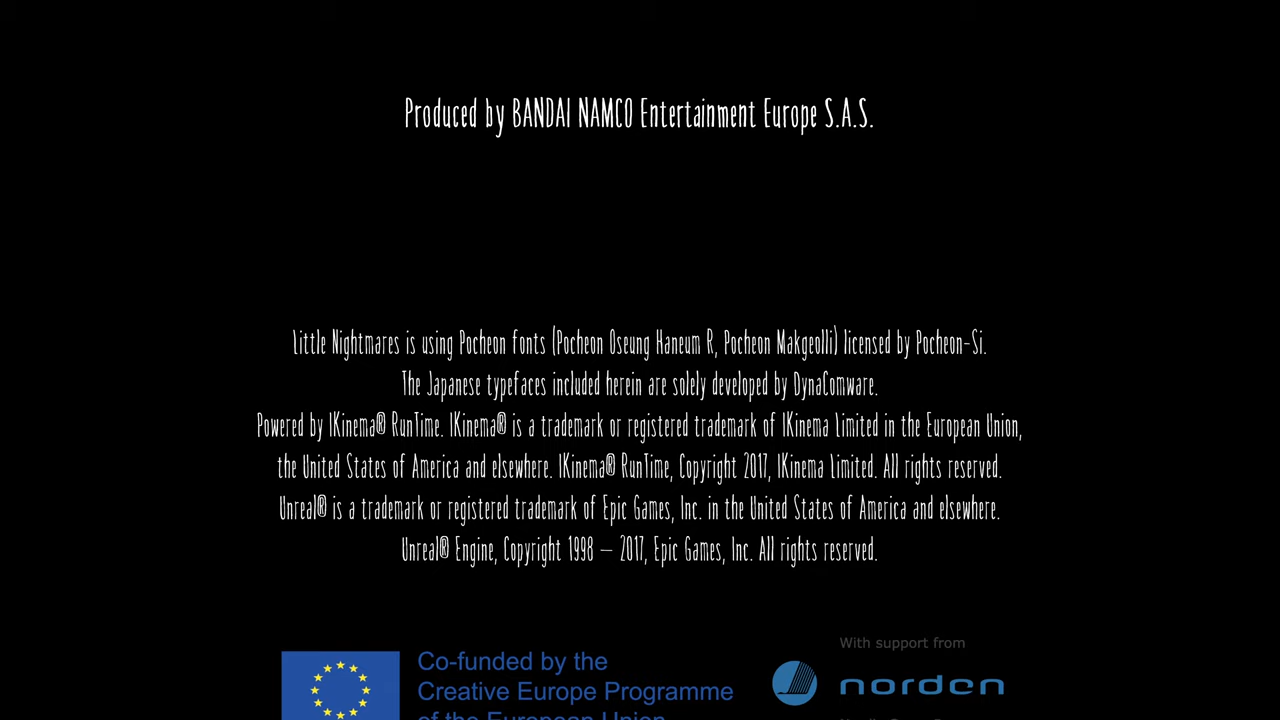 Produced by BANDAI NAMCO Entertainment Europe S.A.S.
Little Nightmares is using Pocheon fonts (Pocheon Oseung Haneum R, Pocheon Makgeolli) licensed by Pocheon-Si.
The Japanese typefaces included herein are solely developed by DynaComware.
Powered by IKinema® RunTime. IKinema® is a trademark or registered trademark of IKinema Limited in the European Union,
the United States of America and elsewhere. IKinema® RunTime, Copyright 2017, IKinema Limited. All rights reserved.
Unreal® is a trademark or registered trademark of Epic Games, Inc. in the United States of America and elsewhere.
Unreal® Engine, Copyright 1998 – 2017, Epic Games, Inc. All rights reserved.
Co-funded by the
Creative Europe Programme
of the European Union
With support from
norden